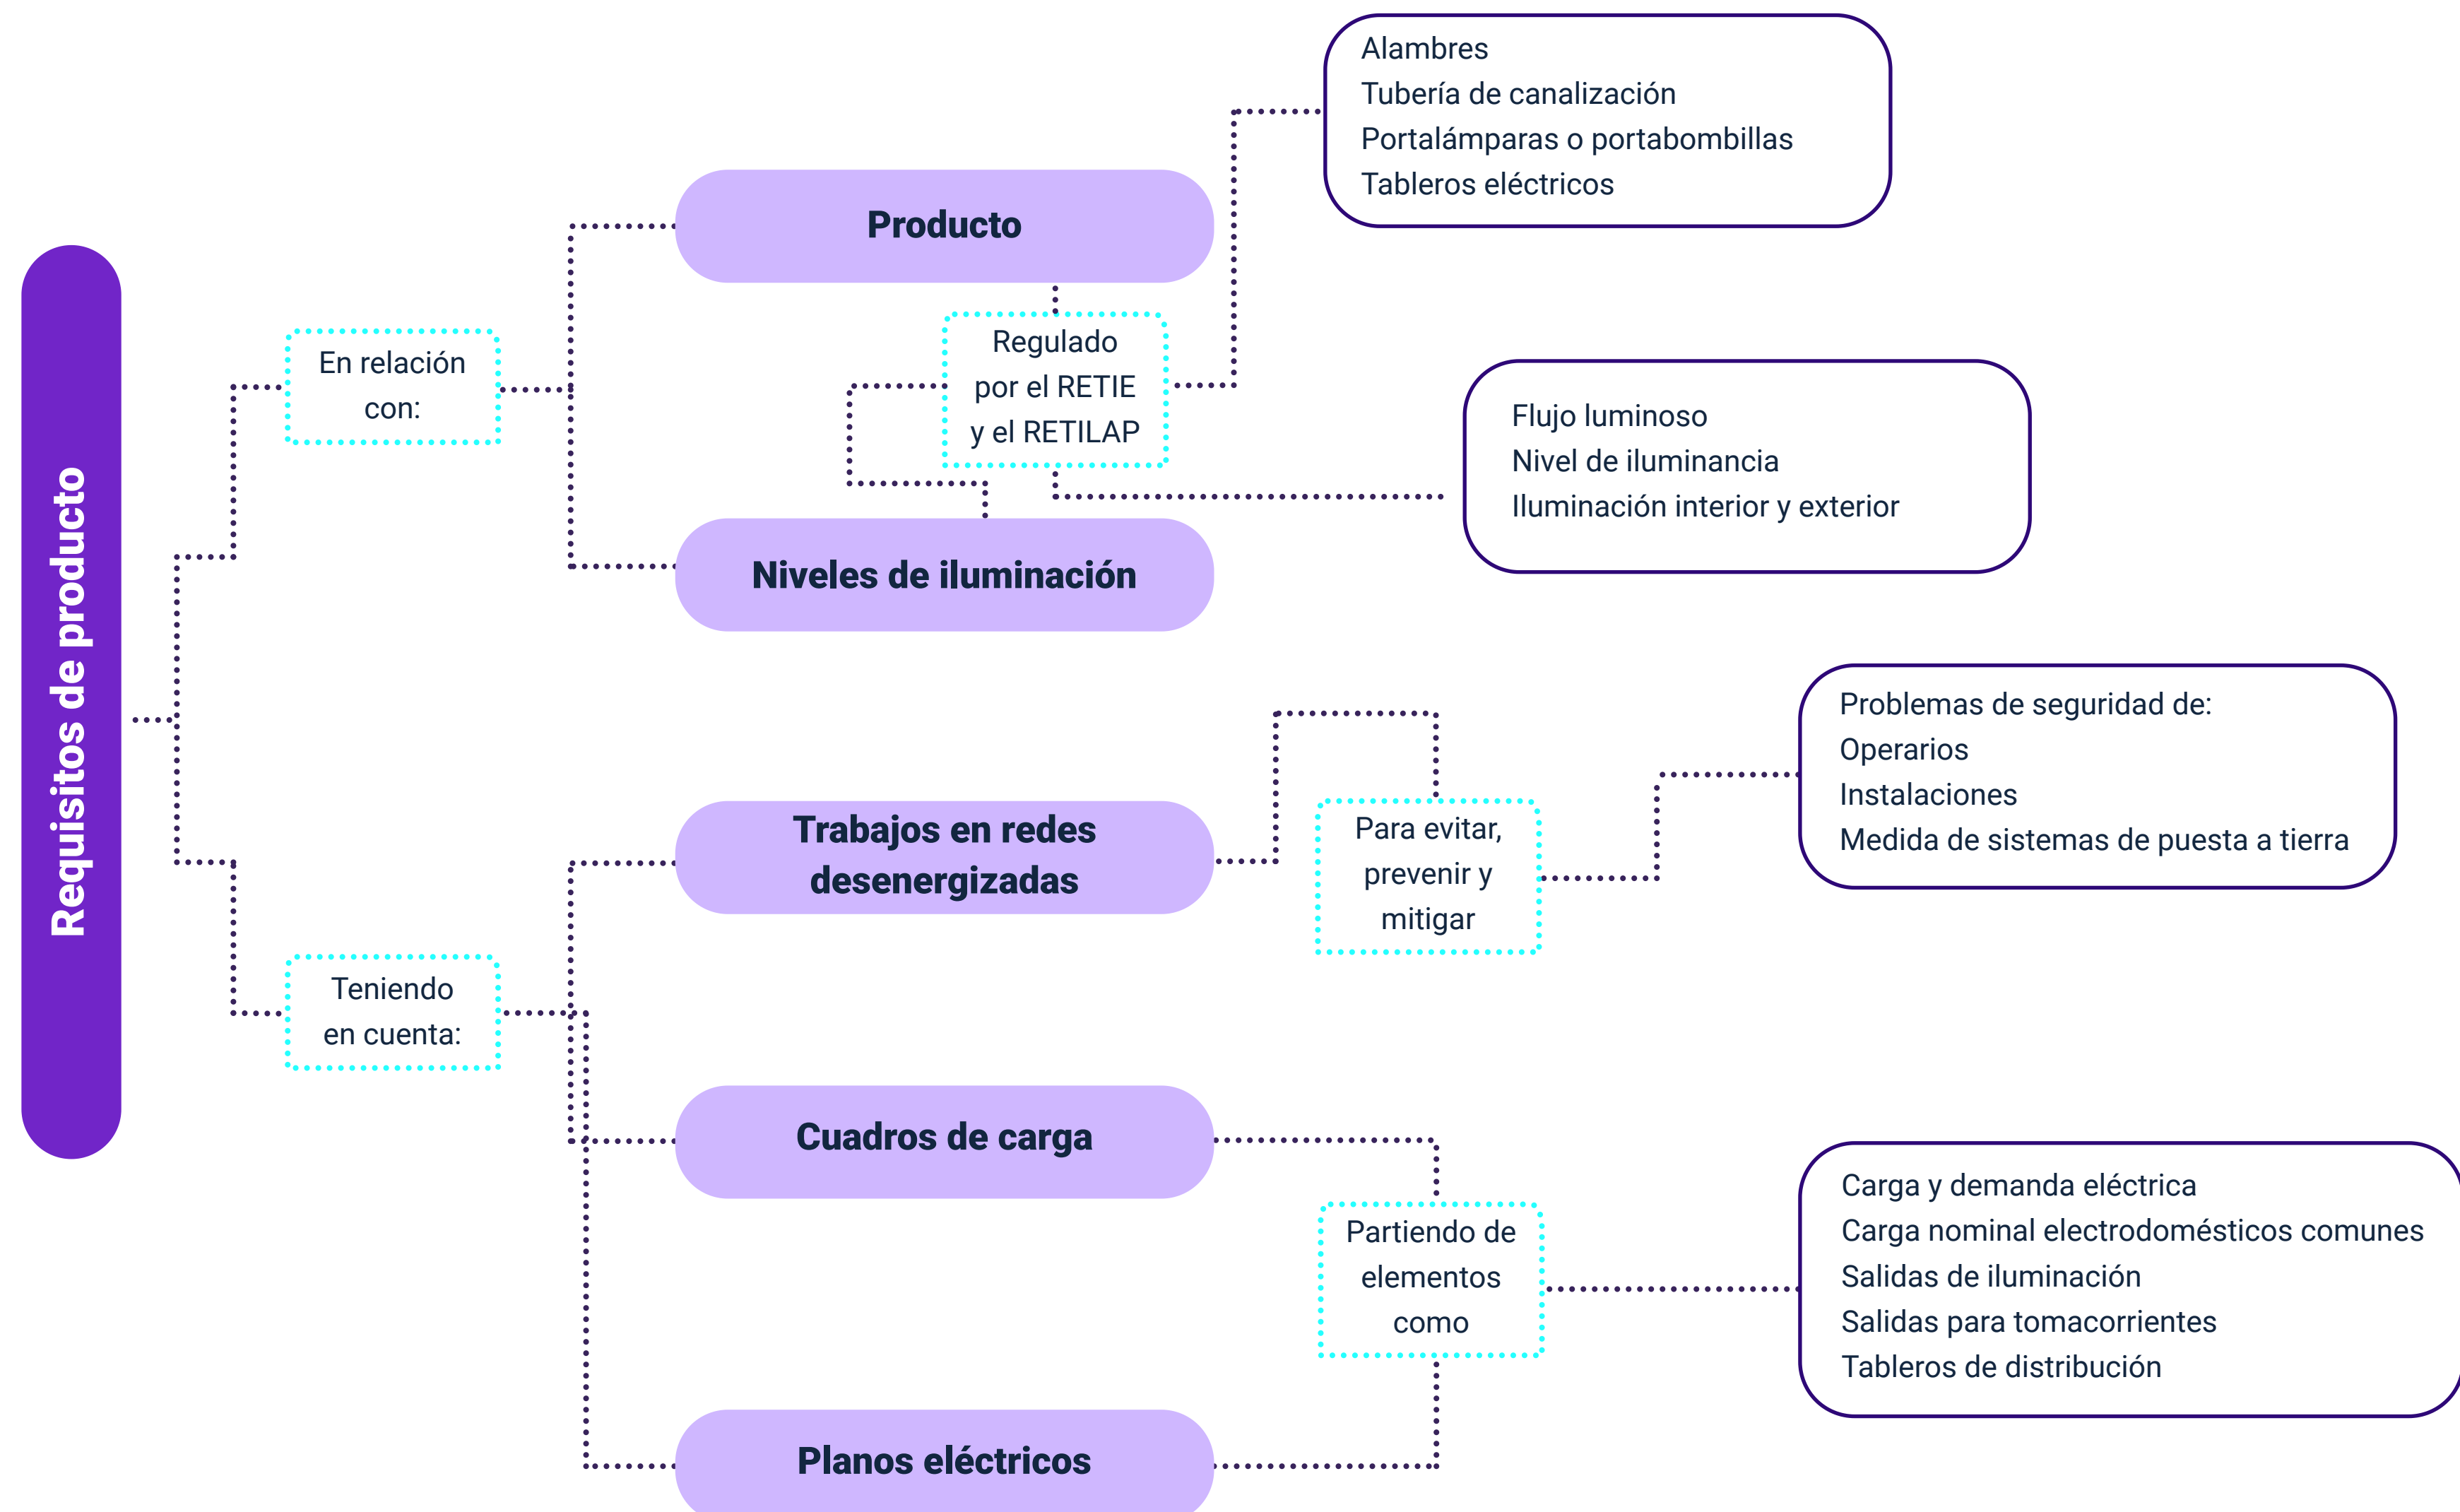 Requisitos de producto
En relación
con:
Producto
Regulado
por el RETIE
y el RETILAP
Alambres
Tubería de canalización
Portalámparas o portabombillas
Tableros eléctricos
Niveles de iluminación
Flujo luminoso
Nivel de iluminancia
Iluminación interior y exterior
Teniendo
en cuenta:
Trabajos en redes
desenergizadas
Para evitar,
prevenir y
mitigar
Problemas de seguridad de:
Operarios
Instalaciones
Medida de sistemas de puesta a tierra
Cuadros de carga
Planos eléctricos
Partiendo de
elementos
como
Carga y demanda eléctrica
Carga nominal electrodomésticos comunes
Salidas de iluminación
Salidas para tomacorrientes
Tableros de distribución